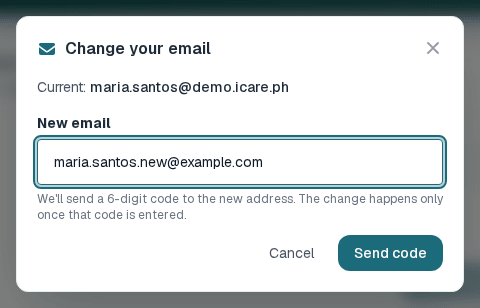 Change your email
Current: maria.santos@demo.icare.ph
New email
maria.santos.new@example.com
We'll send a 6-digit code to the new address. The change happens only
once that code is entered.
Cancel
Send code